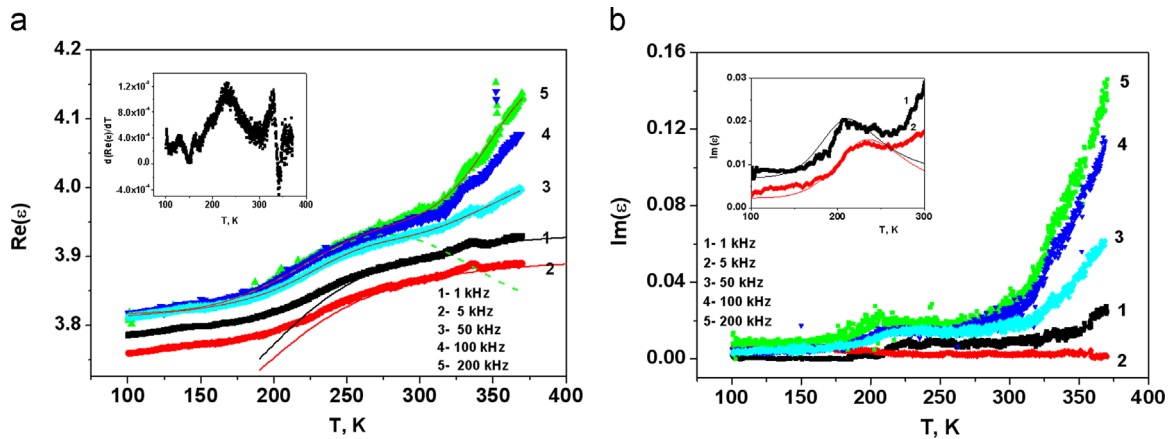 a
4.2
4.1
4.0
3.9
3.8
Re(ε)
100 150 200 250 300 350 400
T, K
1.2x10⁻³
8.0x10⁻⁴
4.0x10⁻⁴
0.0
d(Re(ε)/dT
100 200 300 400
T, K
5
4
3
1
2
1- 1 kHz
2- 5 kHz
3- 50 kHz
4- 100 kHz
5- 200 kHz
b
0.16
0.12
0.08
0.04
0.00
Im(ε)
100 150 200 250 300 350 400
T, K
0.03
0.02
0.01
0.00
Im (ε)
100 200 300
T, K
1
2
1- 1 kHz
2- 5 kHz
3- 50 kHz
4- 100 kHz
5- 200 kHz
5
4
3
1
2